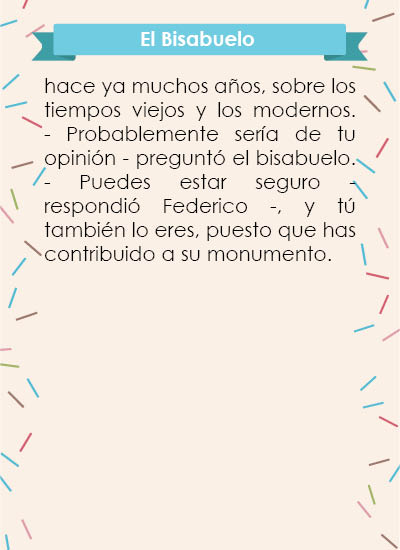 El Bisabuelo
hace ya muchos años, sobre los
tiempos viejos y los modernos.
- Probablemente sería de tu
opinión - preguntó el bisabuelo.
- Puedes estar seguro -
respondió Federico -, y tú
también lo eres, puesto que has
contribuido a su monumento.